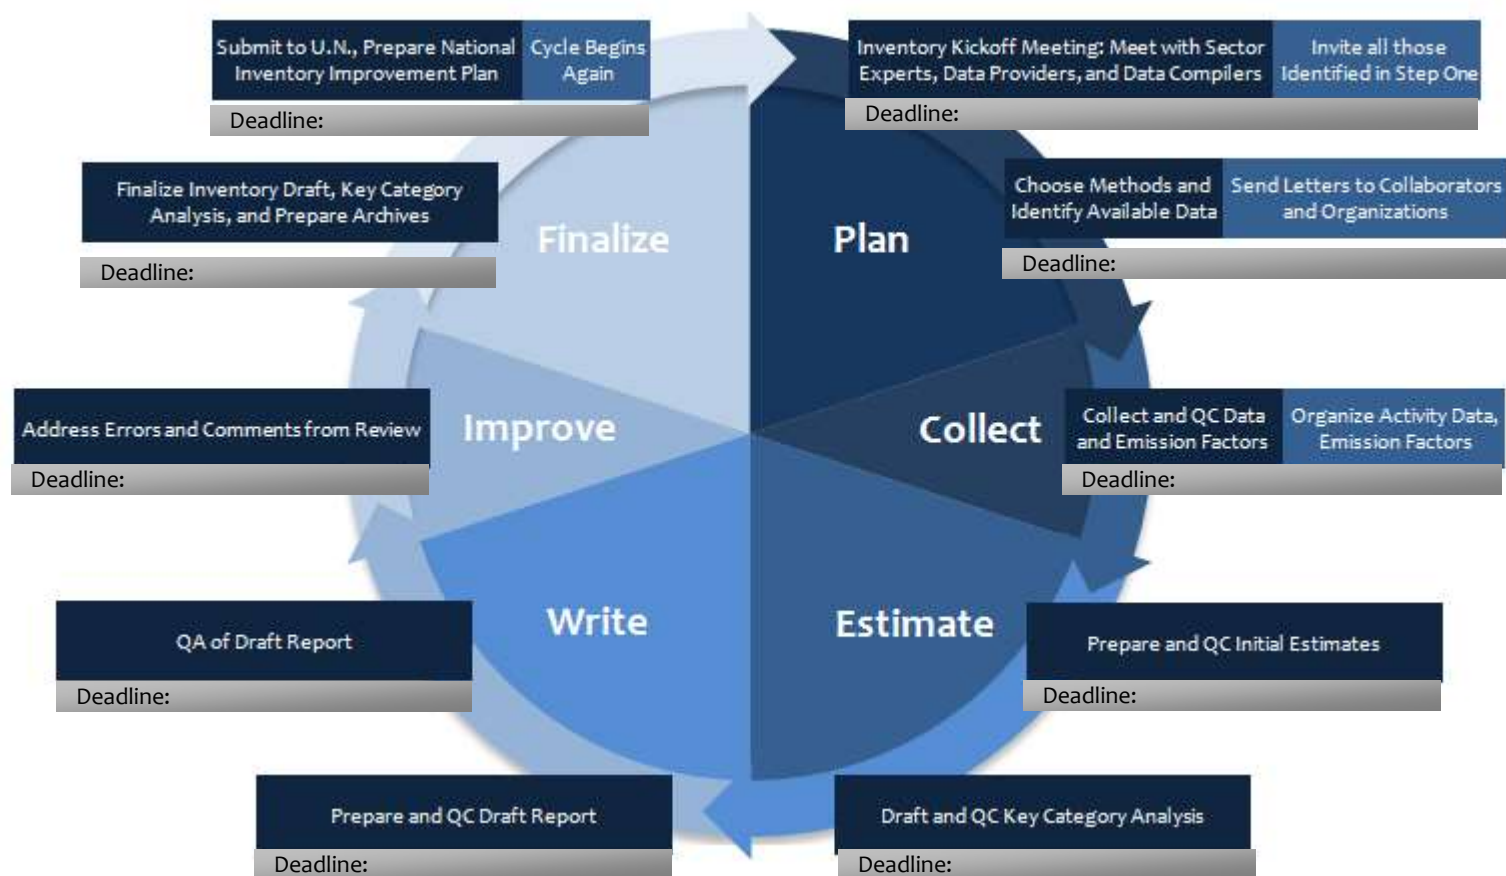 Submit to U.N., Prepare National
Inventory Improvement Plan
Cycle Begins
Again
Deadline:
Inventory Kickoff Meeting: Meet with Sector
Experts, Data Providers, and Data Compilers
Invite all those
Identified in Step One
Deadline:
Finalize Inventory Draft, Key Category
Analysis, and Prepare Archives
Deadline:
Finalize
Plan
Choose Methods and
Identify Available Data
Send Letters to Collaborators
and Organizations
Deadline:
Address Errors and Comments from Review
Deadline:
Improve
Collect
Collect and QC Data
and Emission Factors
Organize Activity Data,
Emission Factors
Deadline:
QA of Draft Report
Deadline:
Write
Estimate
Prepare and QC Initial Estimates
Deadline:
Prepare and QC Draft Report
Deadline:
Draft and QC Key Category Analysis
Deadline: